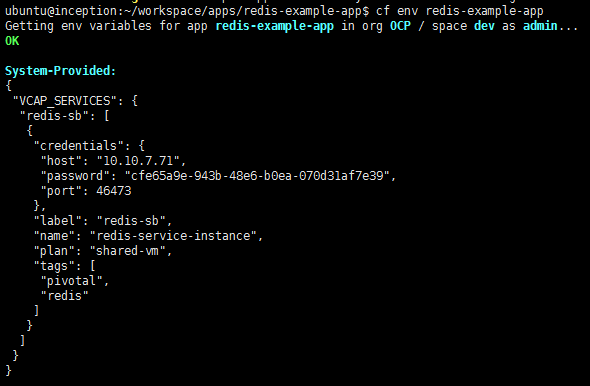 ubuntu@inception:~/workspace/apps/redis-example-app$ cf env redis-example-app
Getting env variables for app redis-example-app in org OCP / space dev as admin...
OK

System-Provided:
{
 "VCAP_SERVICES": {
  "redis-sb": [
   {
    "credentials": {
     "host": "10.10.7.71",
     "password": "cfe65a9e-943b-48e6-b0ea-070d31af7e39",
     "port": 46473
    },
    "label": "redis-sb",
    "name": "redis-service-instance",
    "plan": "shared-vm",
    "tags": [
     "pivotal",
     "redis"
    ]
   }
  ]
 }
}